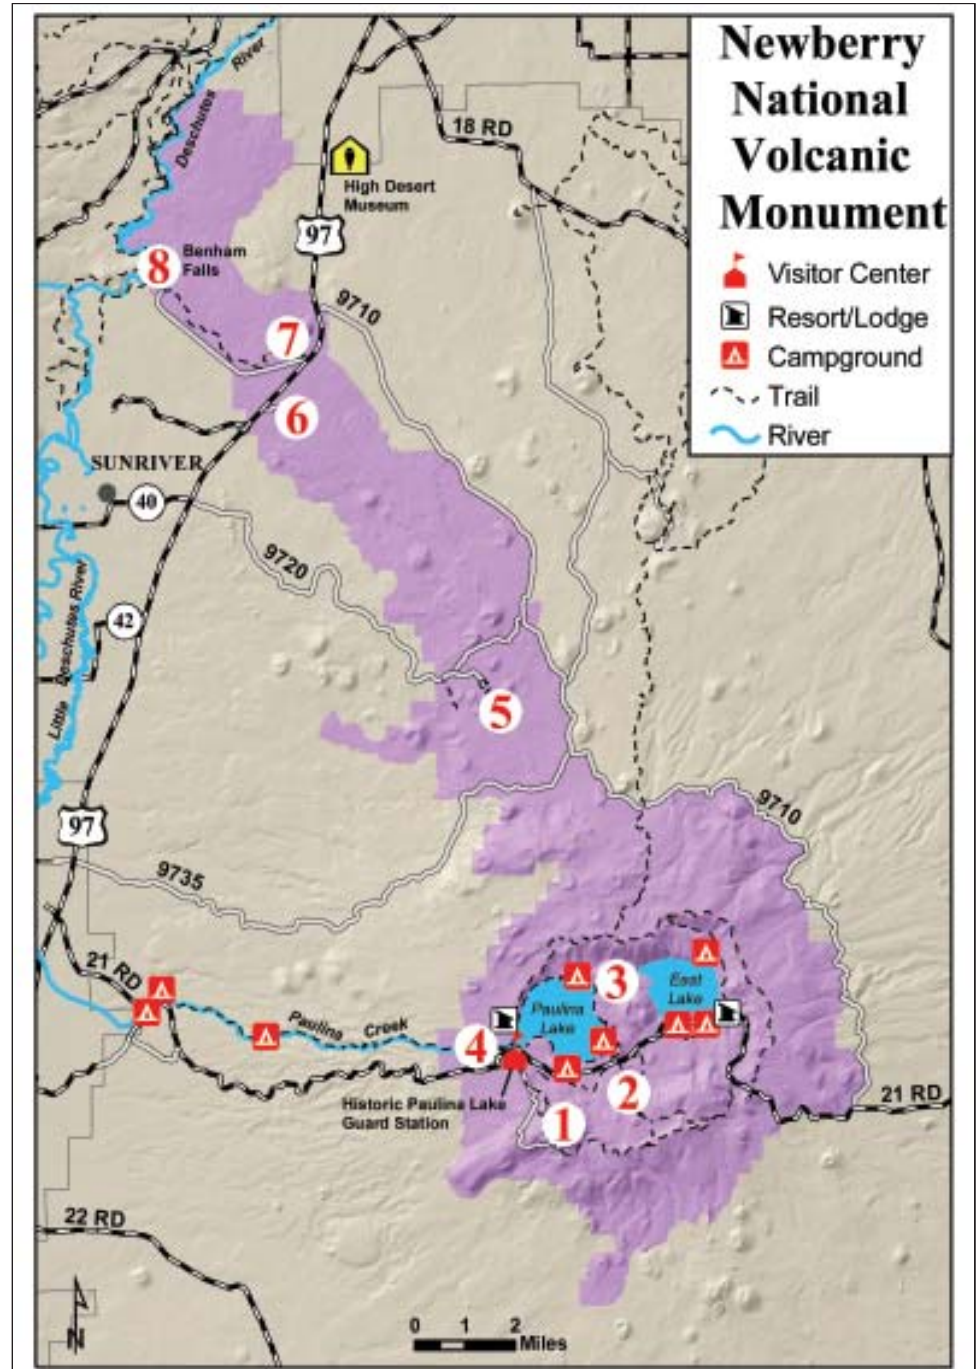 Newberry
National
Volcanic
Monument
Visitor Center
Resort/Lodge
Campground
Trail
River
Deschutes
River
18 RD
High Desert
Museum
97
8
Benham
Falls
9710
7
6
SUNRIVER
40
9720
42
Little Deschutes River
5
97
9710
9735
21 RD
3
East
Lake
Paulina
Lake
Paulina Creek
4
2
21 RD
Historic Paulina Lake
Guard Station
1
22 RD
N
0 1 2
Miles